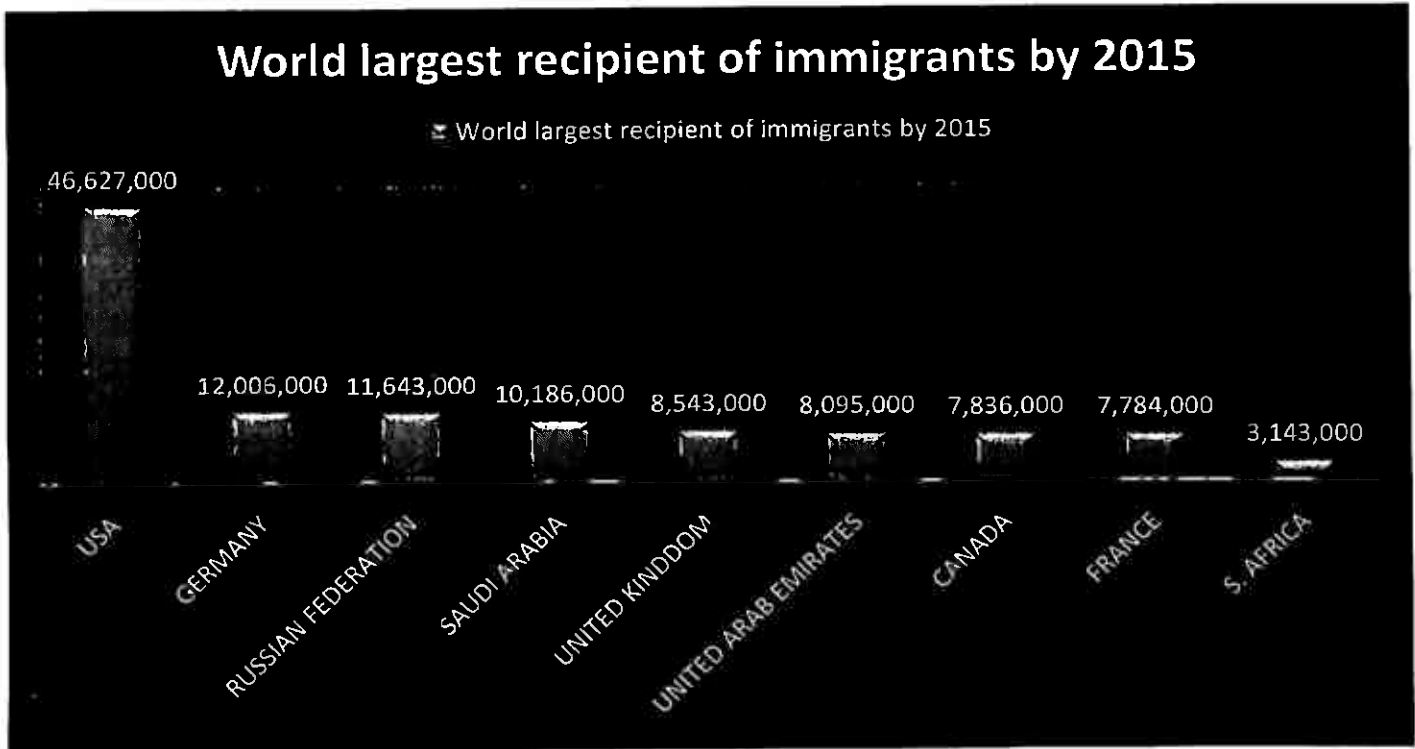 World largest recipient of immigrants by 2015
World largest recipient of immigrants by 2015
46,627,000
12,006,000
11,643,000
10,186,000
8,543,000
8,095,000
7,836,000
7,784,000
3,143,000
USA
GERMANY
RUSSIAN FEDERATION
SAUDI ARABIA
UNITED KINDDOM
UNITED ARAB EMIRATES
CANADA
FRANCE
S. AFRICA